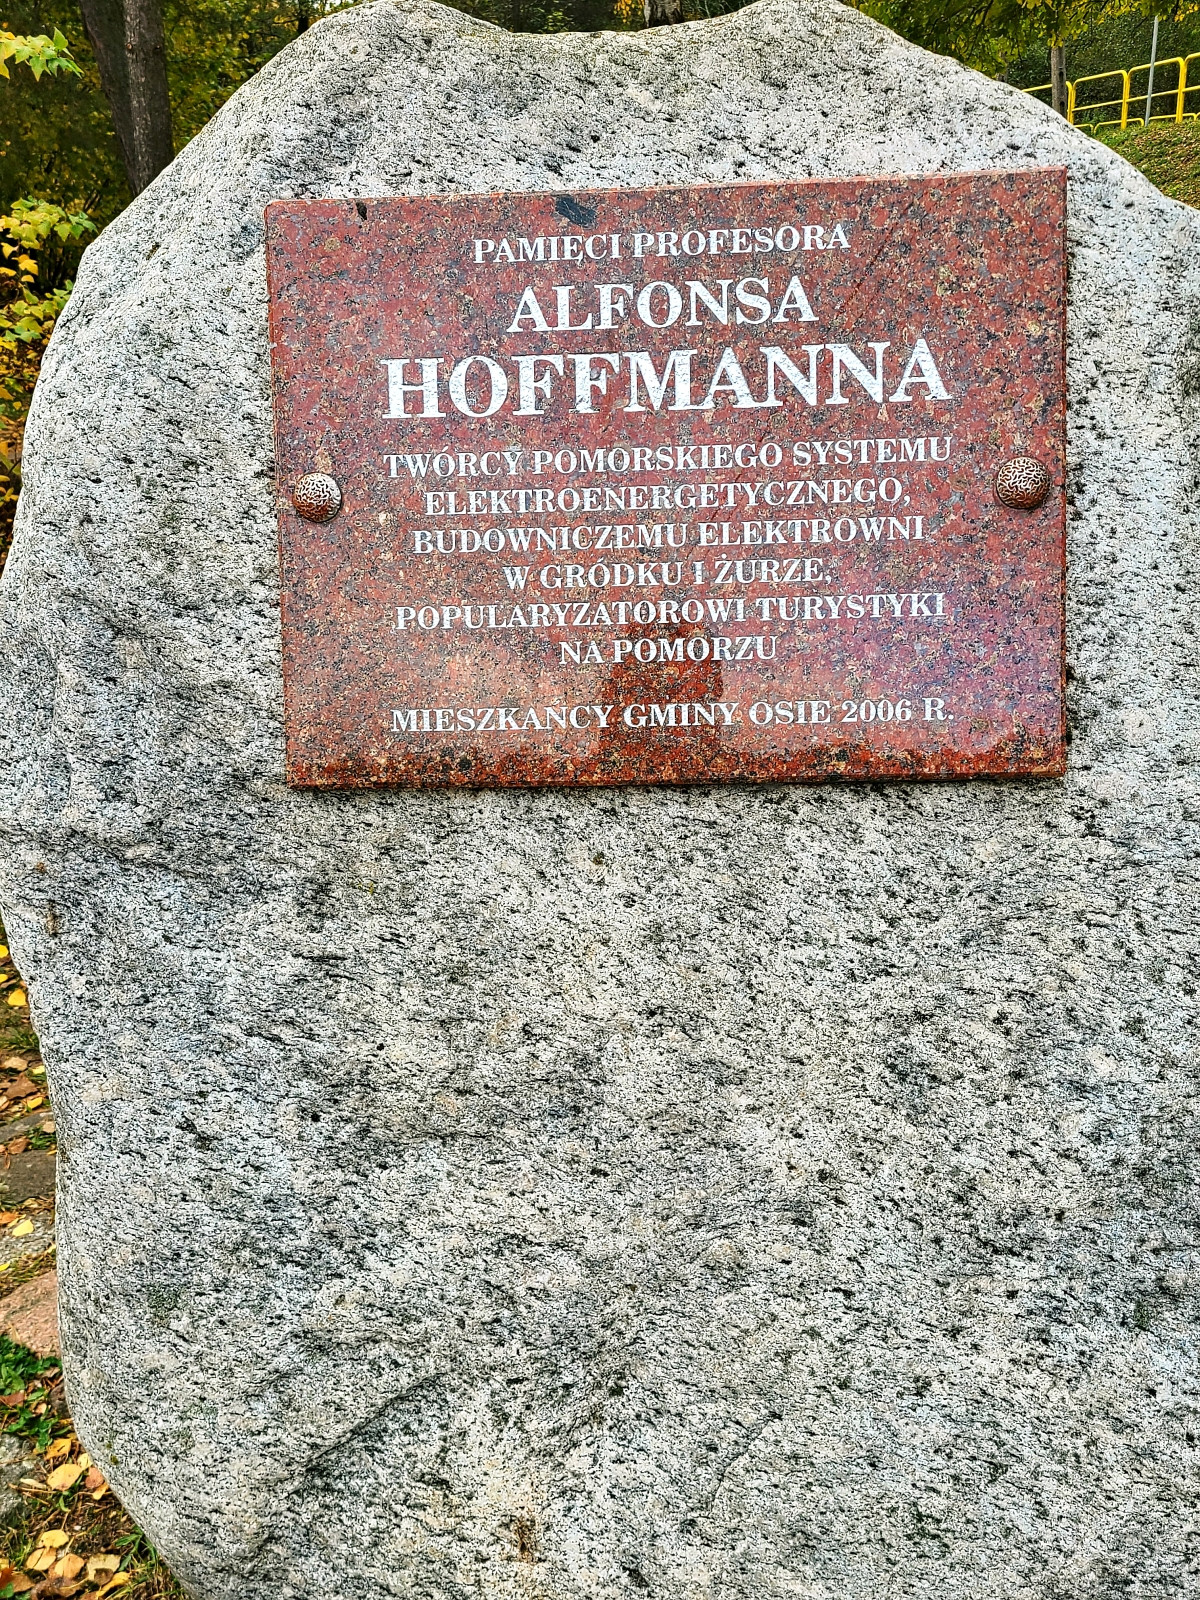 PAMIĘCI PROFESORA
ALFONSA
HOFFMANNA
TWÓRCY POMORSKIEGO SYSTEMU
ELEKTROENERGETYCZNEGO,
BUDOWNICZEMU ELEKTROWNI
W GRÓDKU I ŻURZE,
POPULARYZATOROWI TURYSTYKI
NA POMORZU
MIESZKAŃCY GMINY OSIE 2006 R.